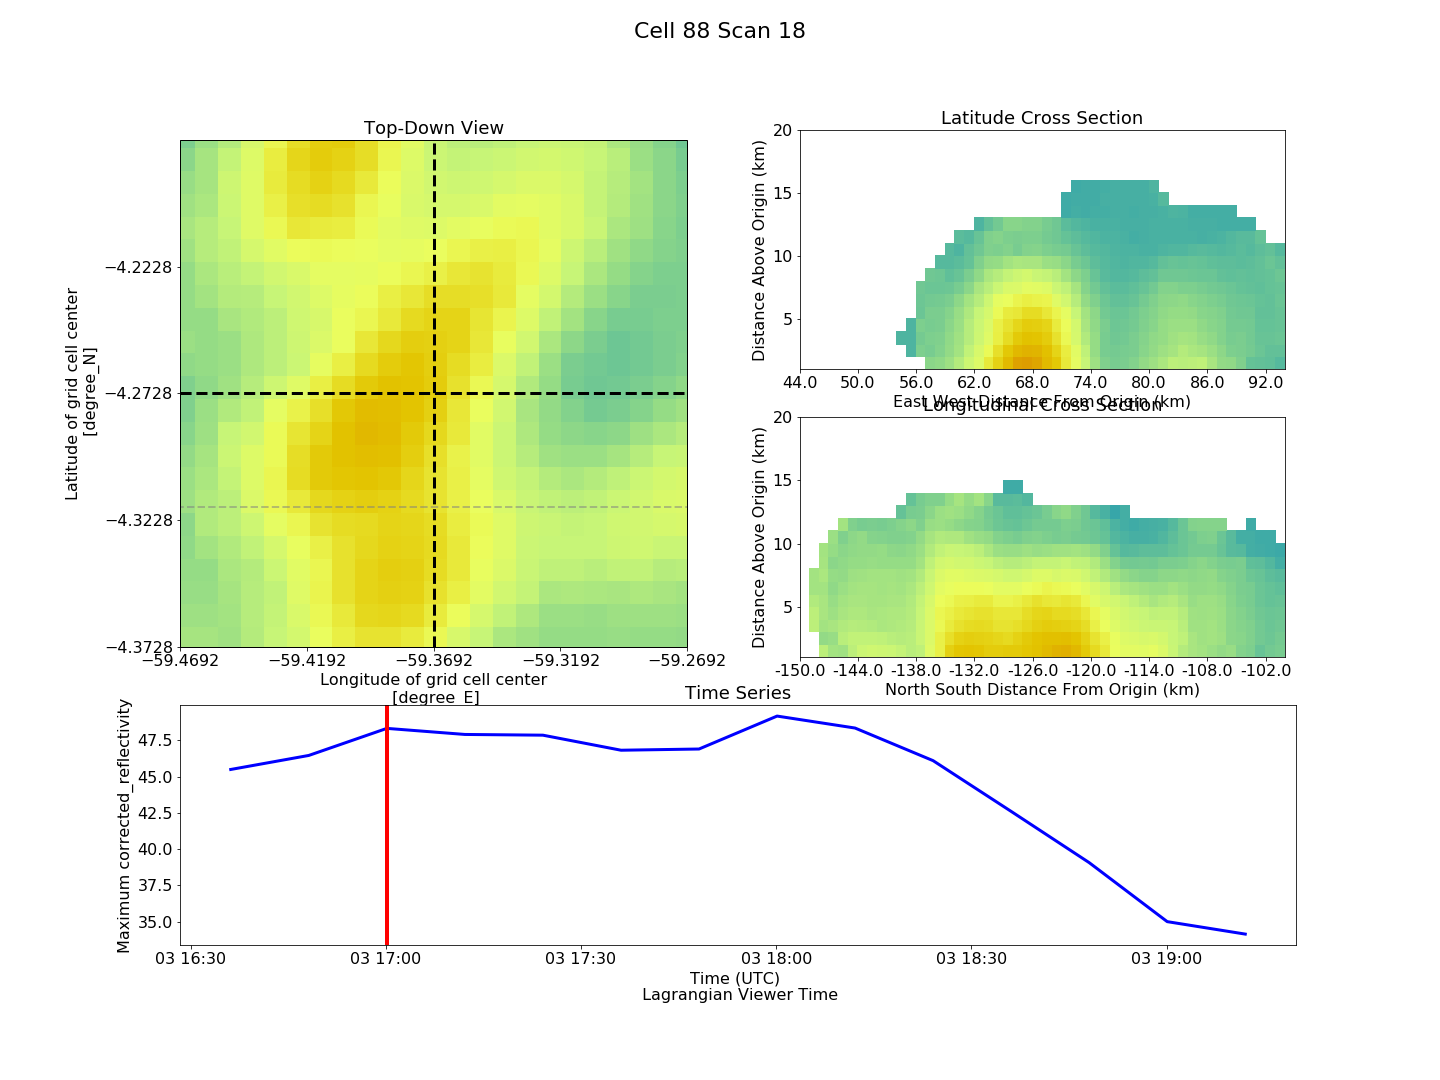 Cell 88 Scan 18
Top-Down View
Latitude of grid cell center
[degree_N]
−4.2228
−4.2728
−4.3228
−4.3728
−59.4692 −59.4192 −59.3692 −59.3192 −59.2692
Longitude of grid cell center
[degree_E]
Latitude Cross Section
Distance Above Origin (km)
20
15
10
5
44.0 50.0 56.0 62.0 68.0 74.0 80.0 86.0 92.0
East West Distance From Origin (km)
Longitudinal Cross Section
Distance Above Origin (km)
20
15
10
5
-150.0 -144.0 -138.0 -132.0 -126.0 -120.0 -114.0 -108.0 -102.0
North South Distance From Origin (km)
Time Series
Maximum corrected_reflectivity
47.5
45.0
42.5
40.0
37.5
35.0
03 16:30 03 17:00 03 17:30 03 18:00 03 18:30 03 19:00
Time (UTC)
Lagrangian Viewer Time